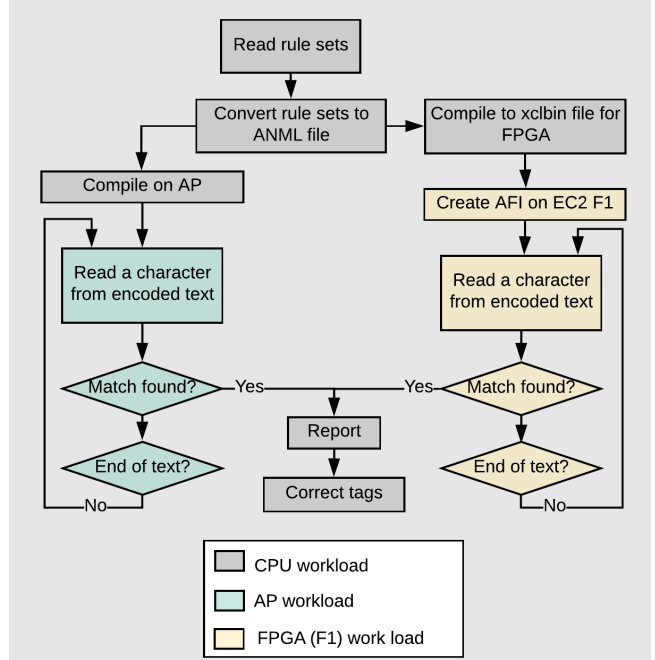 Read rule sets
Convert rule sets to
ANML file
Compile to xclbin file for
FPGA
Compile on AP
Create AFI on EC2 F1
Read a character
from encoded text
Read a character
from encoded text
Match found?
Yes
Yes
Match found?
Report
End of text?
End of text?
Correct tags
No
No
CPU workload
AP workload
FPGA (F1) work load